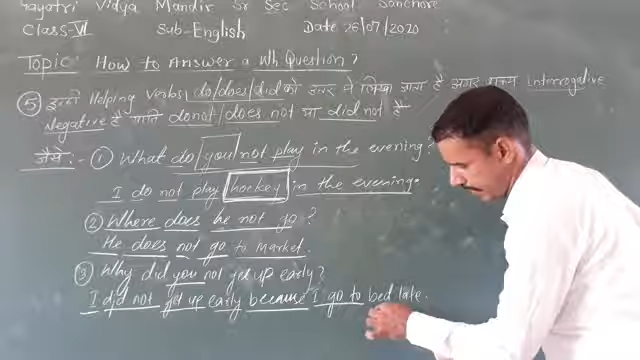 Gayatri Vidya Mandir Sr Sec School Sanchore
Class-VI Sub-English Date 26/07/2020
Topic: How to Answer a Wh Question?
⑤ इनकी Helping Verbs do/does/did को उत्तर में लिखा जाता है अगर वाक्य Interrogative
Negative है यानि do not/does not या did not है
जैसे:- ① What do you not play in the evening?
I do not play hockey in the evening.
② Where does he not go?
He does not go to market.
③ Why did you not get up early?
I did not get up early because I go to bed late.